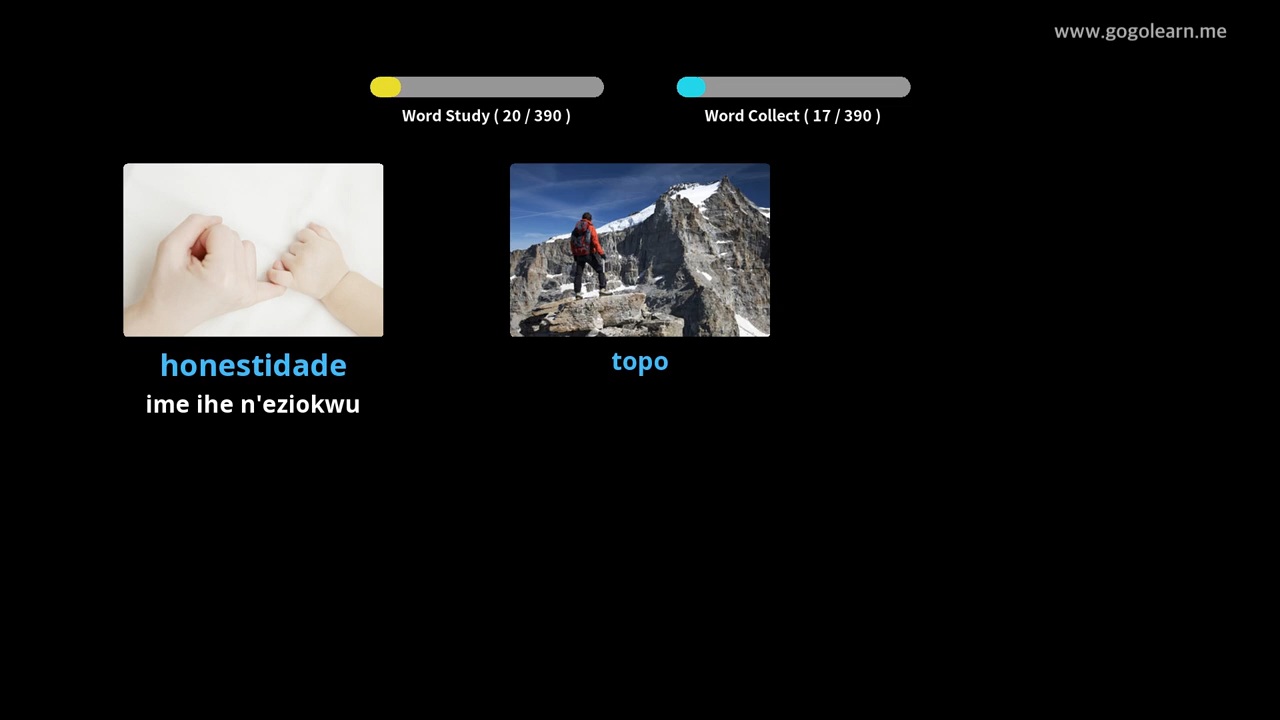 www.gogolearn.me
Word Study ( 20 / 390 )
Word Collect ( 17 / 390 )
honestidade
ime ihe n'eziokwu
topo